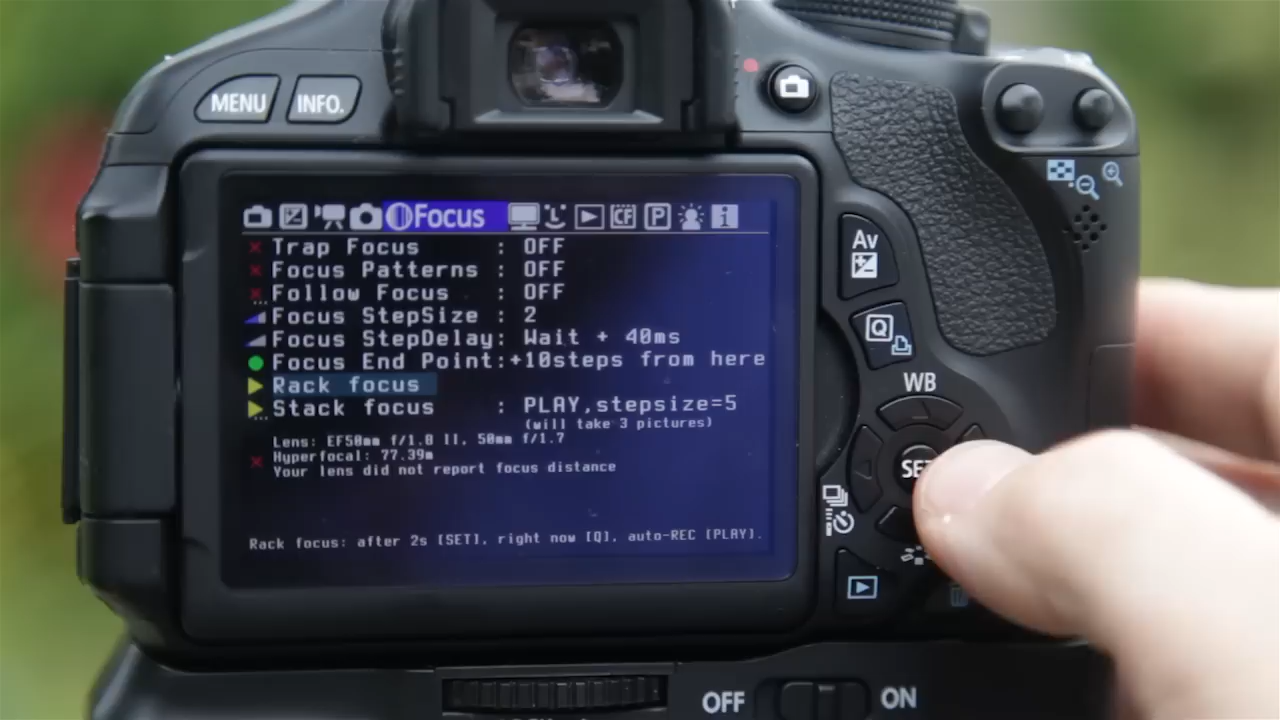 MENU
INFO.
Focus
CF
P
i
Trap Focus : OFF
Focus Patterns : OFF
Follow Focus : OFF
Focus StepSize : 2
Focus StepDelay: Wait + 40ms
Focus End Point:+10steps from here
Rack focus
Stack focus : PLAY,stepsize=5
(will take 3 pictures)
Lens: EF50mm f/1.8 II, 50mm f/1.7
Hyperfocal: 77.39m
Your lens did not report focus distance
Rack focus: after 2s [SET], right now [Q], auto-REC [PLAY].
Av
Q
WB
OFF
ON